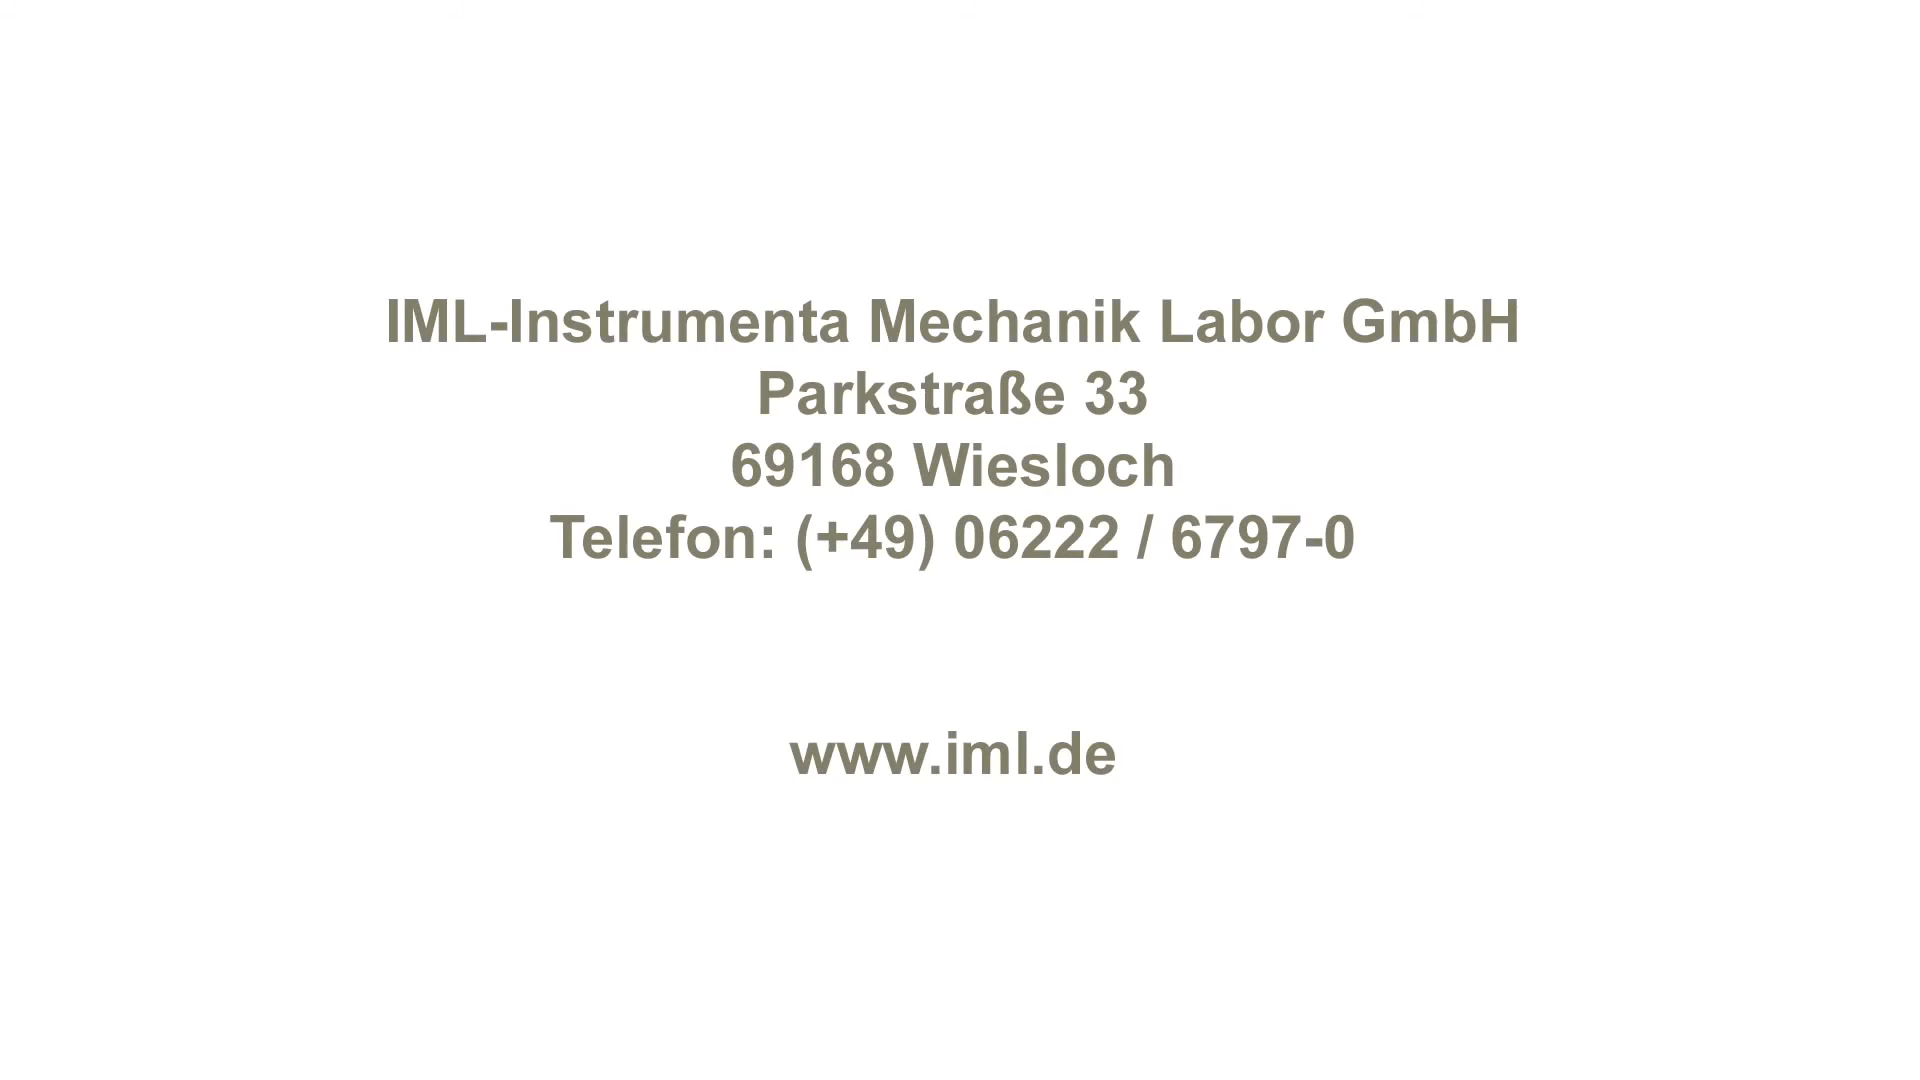 IML-Instrumenta Mechanik Labor GmbH
Parkstraße 33
69168 Wiesloch
Telefon: (+49) 06222 / 6797-0
www.iml.de